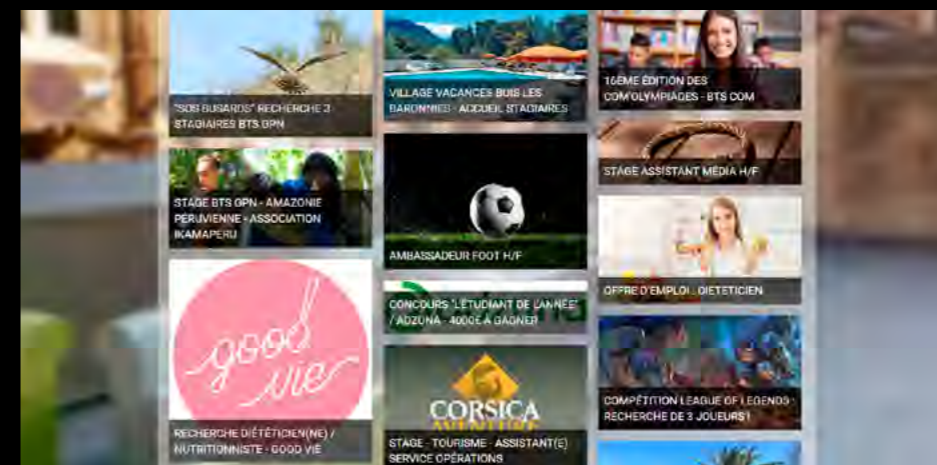 "SOS BUSARDS" RECHERCHE 2
STAGIAIRES BTS GPN
STAGE BTS GPN - AMAZONIE
PÉRUVIENNE - ASSOCIATION
IKAMAPERU
good
vie
RECHERCHE DIÉTÉTICIEN(NE) /
NUTRITIONNISTE - GOOD VIE
VILLAGE VACANCES BUIS LES
BARONNIES - ACCUEIL STAGIAIRES
AMBASSADEUR FOOT H/F
CONCOURS "L'ÉTUDIANT DE L'ANNÉE"
/ ADZUNA - 4000€ À GAGNER
CORSICA
AVENTURE
STAGE - TOURISME - ASSISTANT(E)
SERVICE OPÉRATIONS
16ÈME ÉDITION DES
COM'OLYMPIADES - BTS COM
STAGE ASSISTANT MÉDIA H/F
OFFRE D'EMPLOI : DIÉTÉTICIEN
COMPÉTITION LEAGUE OF LEGENDS -
RECHERCHE DE 3 JOUEURS !